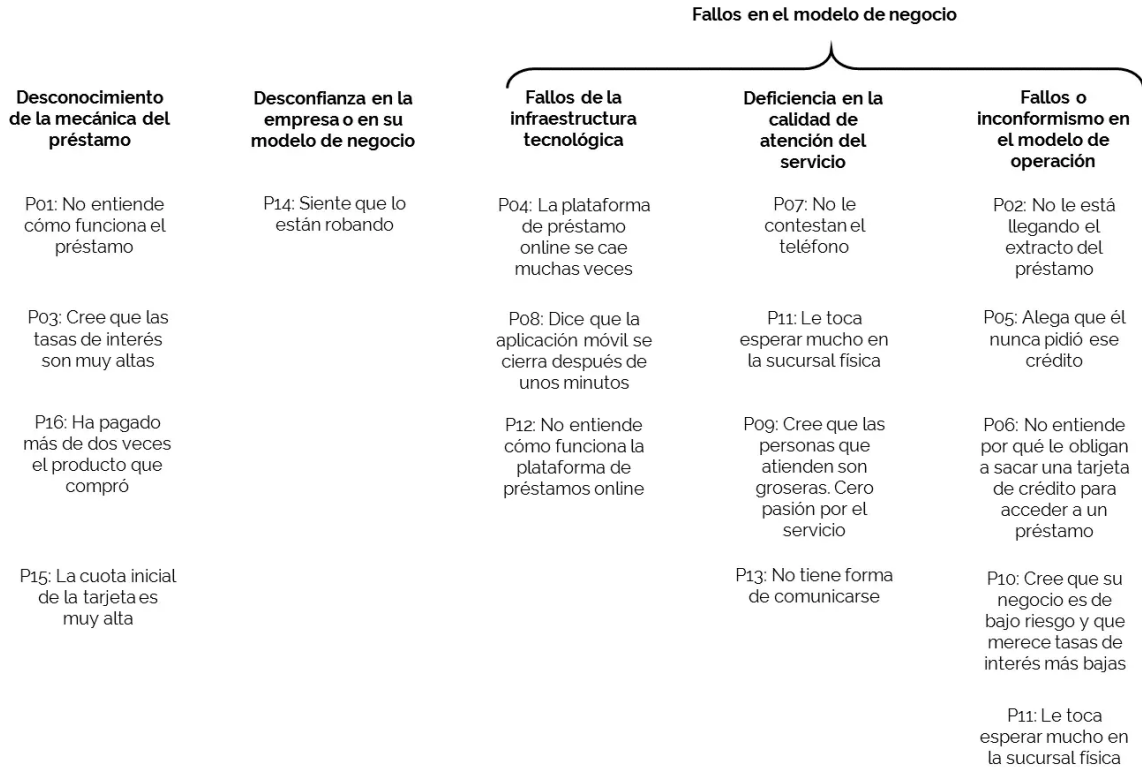 Fallos en el modelo de negocio
Desconocimiento
de la mecánica del
préstamo
P01: No entiende
cómo funciona el
préstamo
P03: Cree que las
tasas de interés
son muy altas
P16: Ha pagado
más de dos veces
el producto que
compró
P15: La cuota inicial
de la tarjeta es
muy alta
Desconfianza en la
empresa o en su
modelo de negocio
P14: Siente que lo
están robando
Fallos de la
infraestructura
tecnológica
P04: La plataforma
de préstamo
online se cae
muchas veces
P08: Dice que la
aplicación móvil se
cierra después de
unos minutos
P12: No entiende
cómo funciona la
plataforma de
préstamos online
Deficiencia en la
calidad de
atención del
servicio
P07: No le
contestan el
teléfono
P11: Le toca
esperar mucho en
la sucursal física
P09: Cree que las
personas que
atienden son
groseras. Cero
pasión por el
servicio
P13: No tiene forma
de comunicarse
Fallos o
inconformismo en
el modelo de
operación
P02: No le está
llegando el
extracto del
préstamo
P05: Alega que él
nunca pidió ese
crédito
P06: No entiende
por qué le obligan
a sacar una tarjeta
de crédito para
acceder a un
préstamo
P10: Cree que su
negocio es de
bajo riesgo y que
merece tasas de
interés más bajas
P11: Le toca
esperar mucho en
la sucursal física